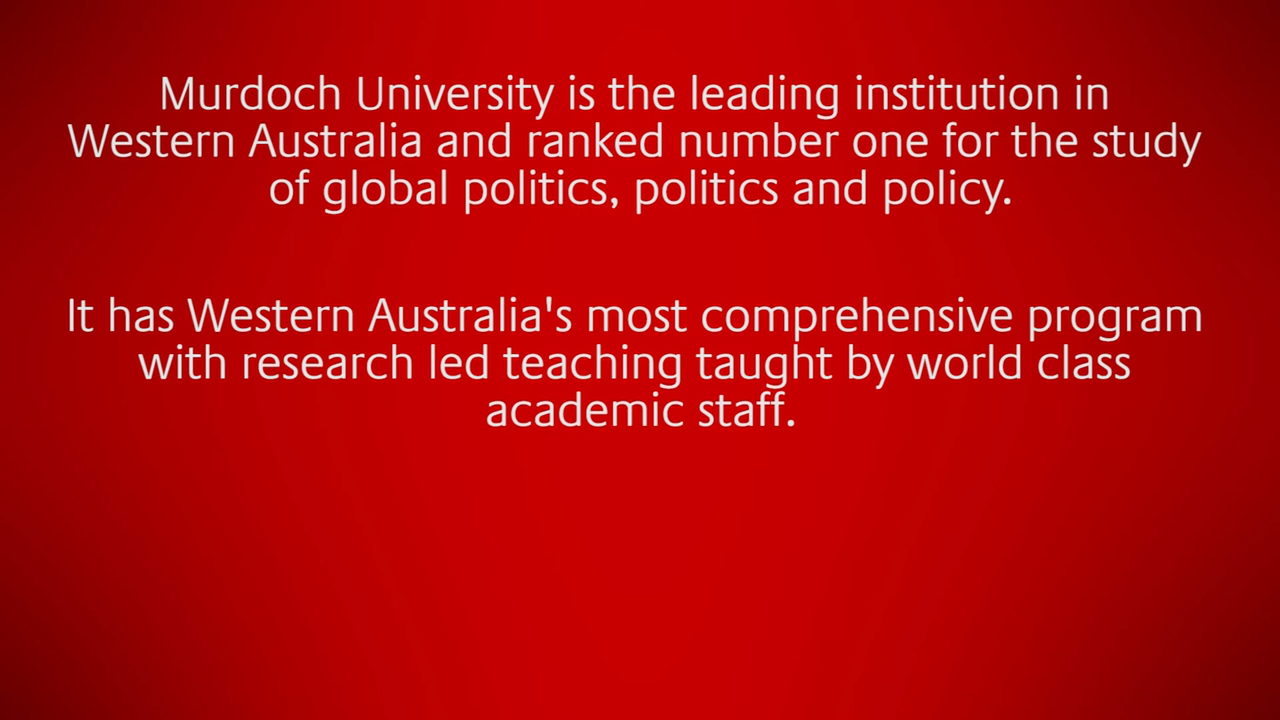 Murdoch University is the leading institution in
Western Australia and ranked number one for the study
of global politics, politics and policy.
It has Western Australia's most comprehensive program
with research led teaching taught by world class
academic staff.